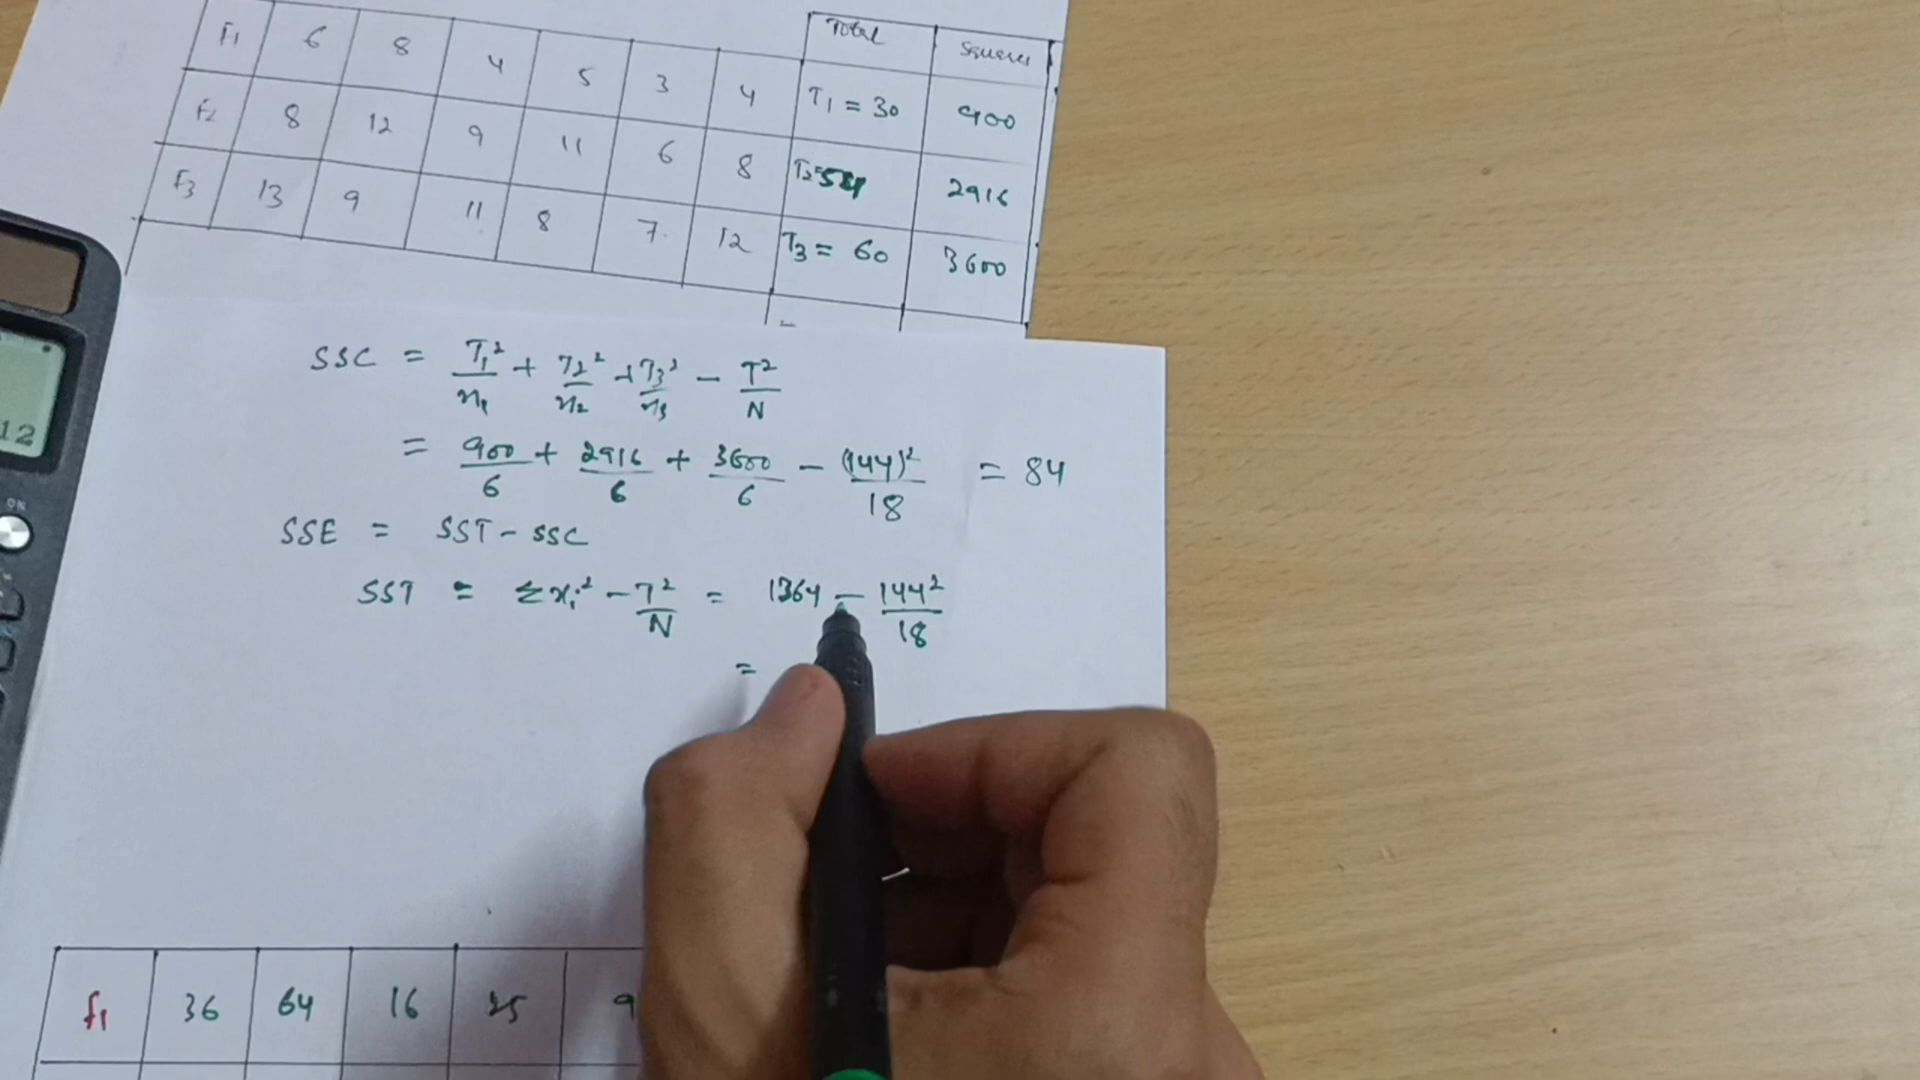 Total Squares
F1 6 8 4 5 3 4 T1 = 30 900
F2 8 12 9 11 6 8 T2=54 2916
F3 13 9 11 8 7 12 T3 = 60 3600
SSC = T1²/n1 + T2²/n2 + T3²/n3 - T²/N
= 900/6 + 2916/6 + 3600/6 - (144)²/18 = 84
SSE = SST - SSC
SST = Σxi² - T²/N = 1364 - 144²/18
=
12
ON
f1 36 64 16 25 9